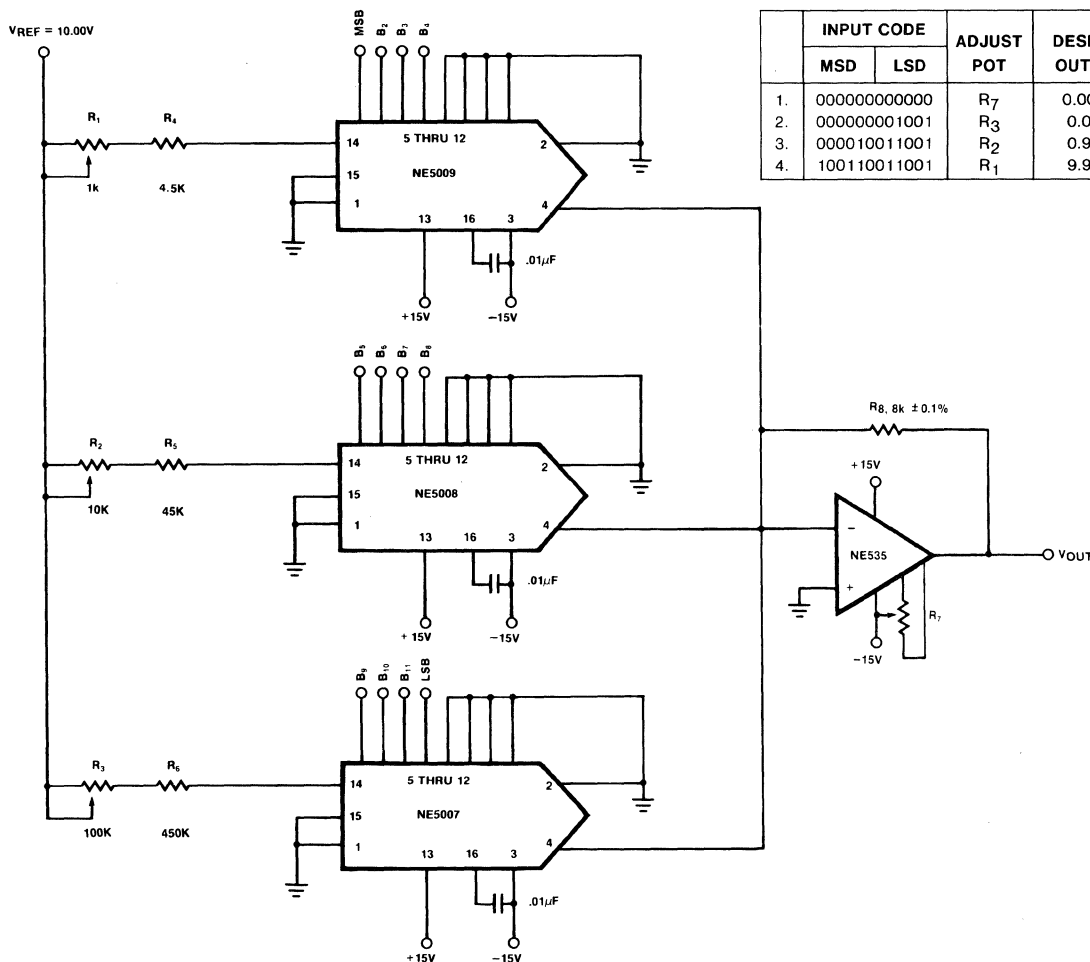 VREF = 10.00V
MSB
B2
B3
B4
INPUT CODE
ADJUST
POT
MSD
LSD
1. 000000000000 R7
2. 000000001001 R3
3. 000010011001 R2
4. 100110011001 R1
R1
R4
1k
4.5K
5 THRU 12
NE5009
14
15
1
2
4
13
16
3
.01µF
+15V
−15V
B5
B6
B7
B8
R2
R5
10K
45K
5 THRU 12
NE5008
14
15
1
2
4
13
16
3
.01µF
+15V
−15V
R8, 8k ±0.1%
+15V
−
NE535
+
VOUT
R7
−15V
B9
B10
B11
LSB
R3
R6
100K
450K
5 THRU 12
NE5007
14
15
1
2
4
13
16
3
.01µF
+15V
−15V